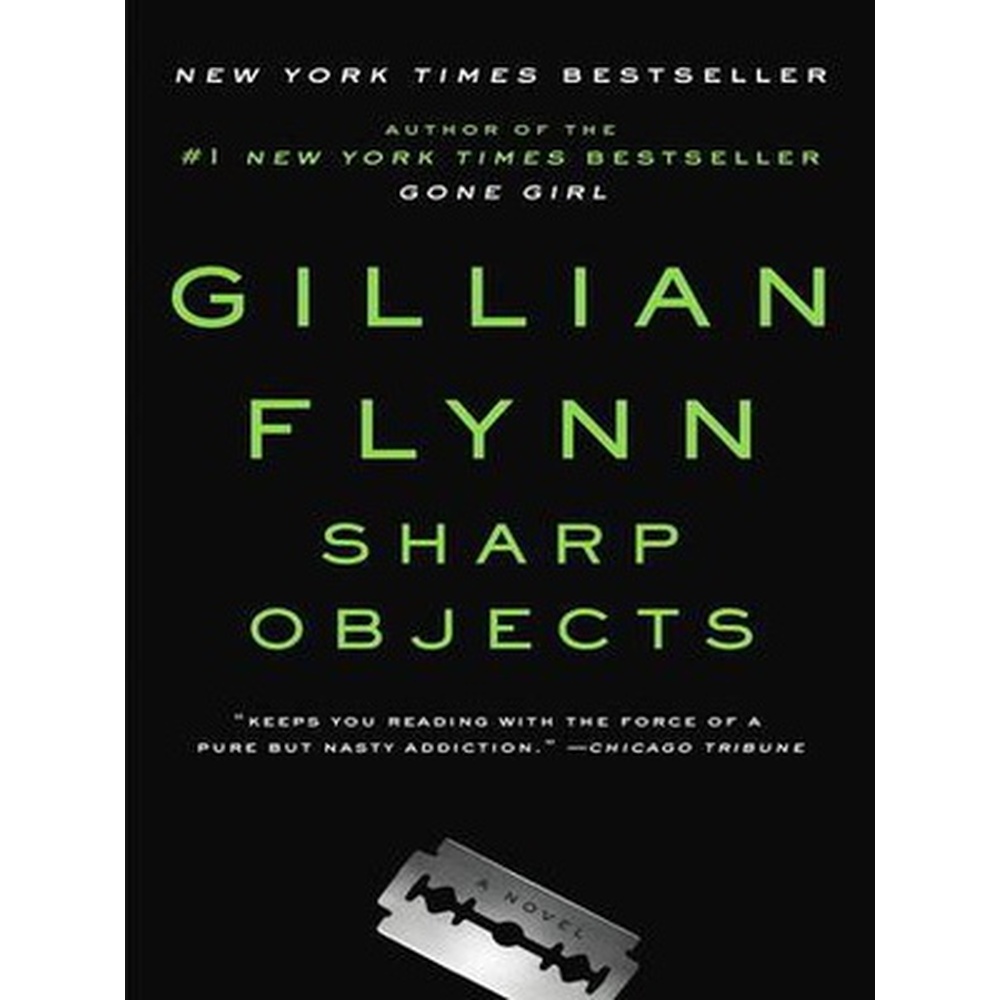 NEW YORK TIMES BESTSELLER
AUTHOR OF THE
#1 NEW YORK TIMES BESTSELLER
GONE GIRL
GILLIAN
FLYNN
SHARP
OBJECTS
"KEEPS YOU READING WITH THE FORCE OF A
PURE BUT NASTY ADDICTION." —CHICAGO TRIBUNE
A NOVEL